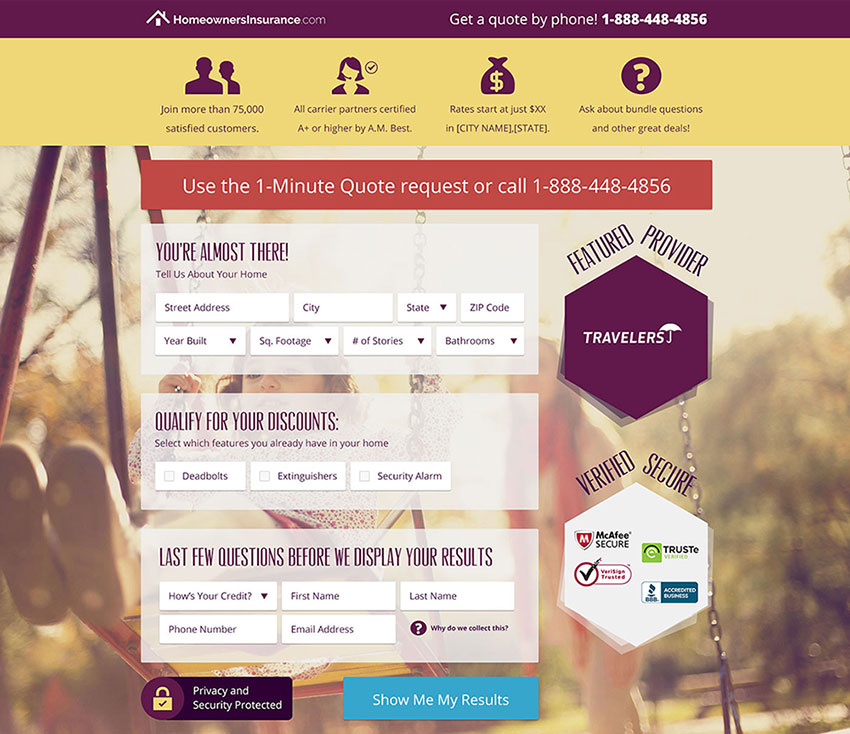 HomeownersInsurance.com
Get a quote by phone! 1-888-448-4856
Join more than 75,000
satisfied customers.
All carrier partners certified
A+ or higher by A.M. Best.
Rates start at just $XX
in [CITY NAME],[STATE].
Ask about bundle questions
and other great deals!
Use the 1-Minute Quote request or call 1-888-448-4856
YOU'RE ALMOST THERE!
Tell Us About Your Home
Street Address City State ZIP Code
Year Built Sq. Footage # of Stories Bathrooms
QUALIFY FOR YOUR DISCOUNTS:
Select which features you already have in your home
Deadbolts Extinguishers Security Alarm
LAST FEW QUESTIONS BEFORE WE DISPLAY YOUR RESULTS
How's Your Credit? First Name Last Name
Phone Number Email Address Why do we collect this?
Privacy and
Security Protected
Show Me My Results
FEATURED PROVIDER
TRAVELERS
VERIFIED SECURE
McAfee
SECURE
TRUSTe
VERIFIED
VeriSign
Trusted
BBB
ACCREDITED
BUSINESS